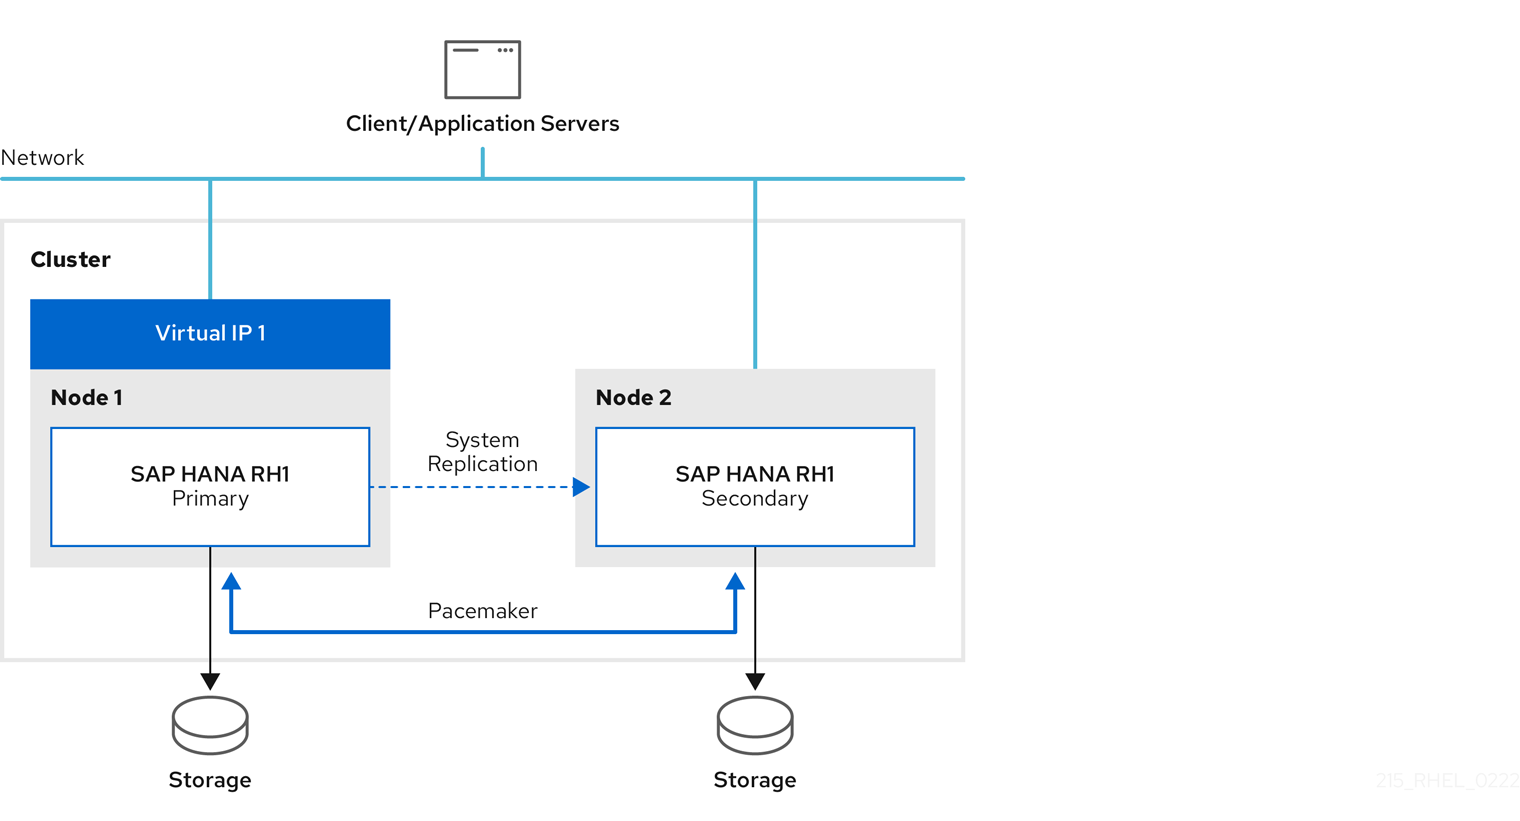 Client/Application Servers
Network
Cluster
Virtual IP 1
Node 1
Node 2
SAP HANA RH1
Primary
System
Replication
SAP HANA RH1
Secondary
Pacemaker
Storage
Storage
215_RHEL_0222